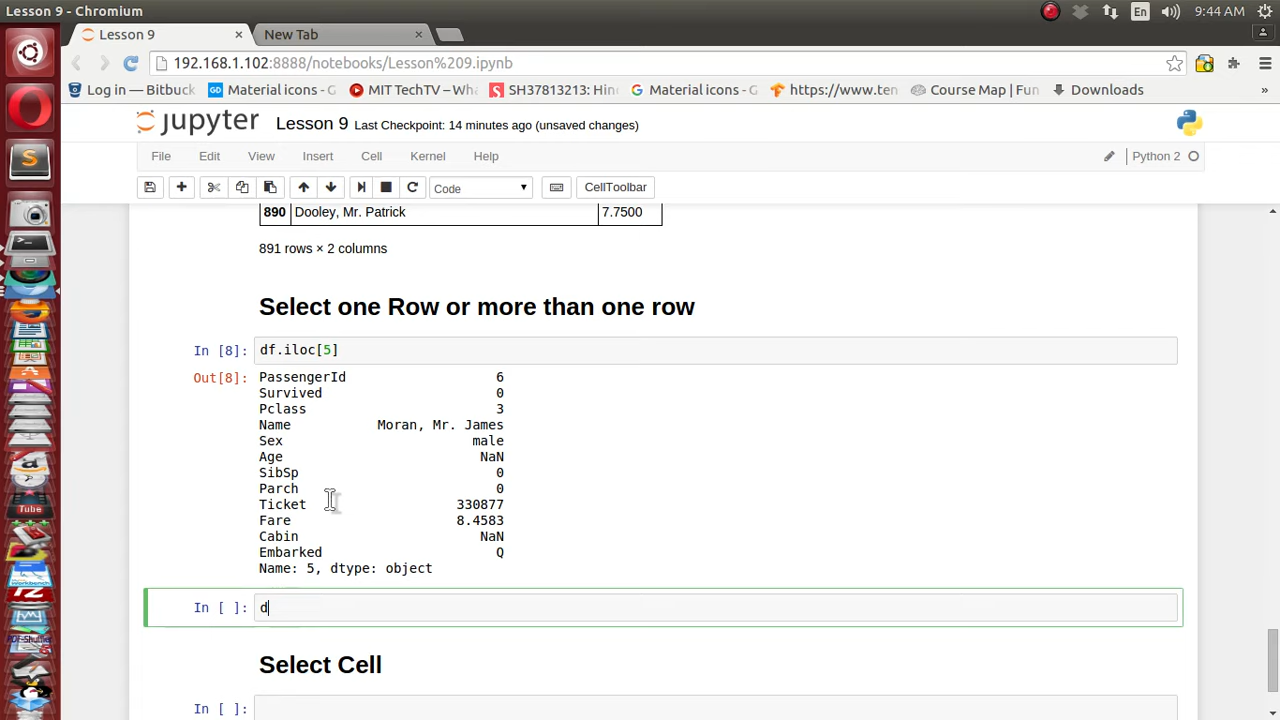 Lesson 9 - Chromium
En
9:44 AM
Lesson 9 ×
New Tab ×
192.168.1.102:8888/notebooks/Lesson%209.ipynb
Log in — Bitbuck
GD Material icons - G
MIT TechTV – Wha
S SH37813213: Hin
G Material icons - G
https://www.ten
Course Map | Fun
Downloads
»
jupyter
Lesson 9 Last Checkpoint: 14 minutes ago (unsaved changes)
File Edit View Insert Cell Kernel Help
Python 2
Code
CellToolbar
890 Dooley, Mr. Patrick 7.7500
891 rows × 2 columns
Select one Row or more than one row
In [8]: df.iloc[5]
Out[8]: PassengerId 6
Survived 0
Pclass 3
Name Moran, Mr. James
Sex male
Age NaN
SibSp 0
Parch 0
Ticket 330877
Fare 8.4583
Cabin NaN
Embarked Q
Name: 5, dtype: object
In [ ]: d
Select Cell
In [ ]: